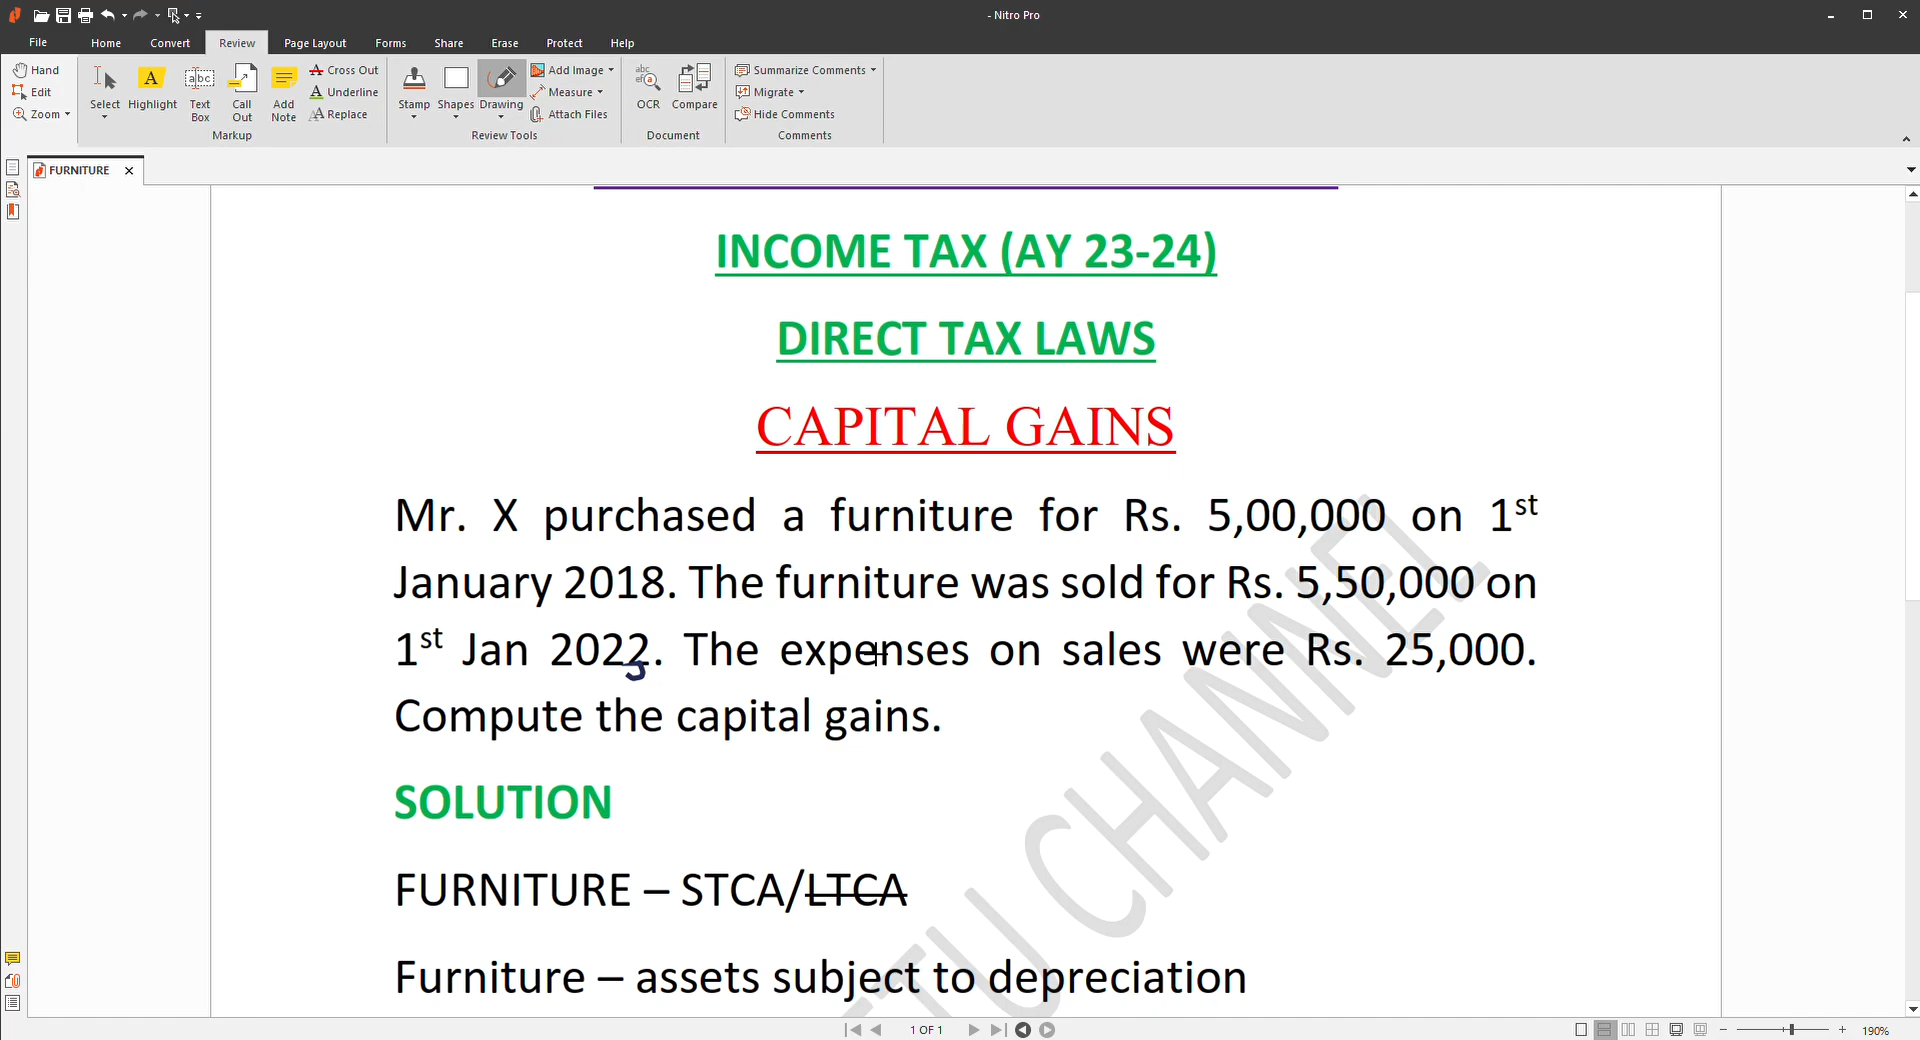 - Nitro Pro
File
Home
Convert
Review
Page Layout
Forms
Share
Erase
Protect
Help
Hand
Edit
Zoom
Select
Highlight
Text
Box
Call
Out
Add
Note
Cross Out
Underline
Replace
Markup
Stamp
Shapes
Drawing
Add Image
Measure
Attach Files
Review Tools
OCR
Compare
Document
Summarize Comments
Migrate
Hide Comments
Comments
FURNITURE
INCOME TAX (AY 23-24)
DIRECT TAX LAWS
CAPITAL GAINS
Mr. X purchased a furniture for Rs. 5,00,000 on 1st
January 2018. The furniture was sold for Rs. 5,50,000 on
1st Jan 2022. The expenses on sales were Rs. 25,000.
3
Compute the capital gains.
SOLUTION
FURNITURE – STCA/LTCA
Furniture – assets subject to depreciation
TU CHANNEL
1 OF 1
190%